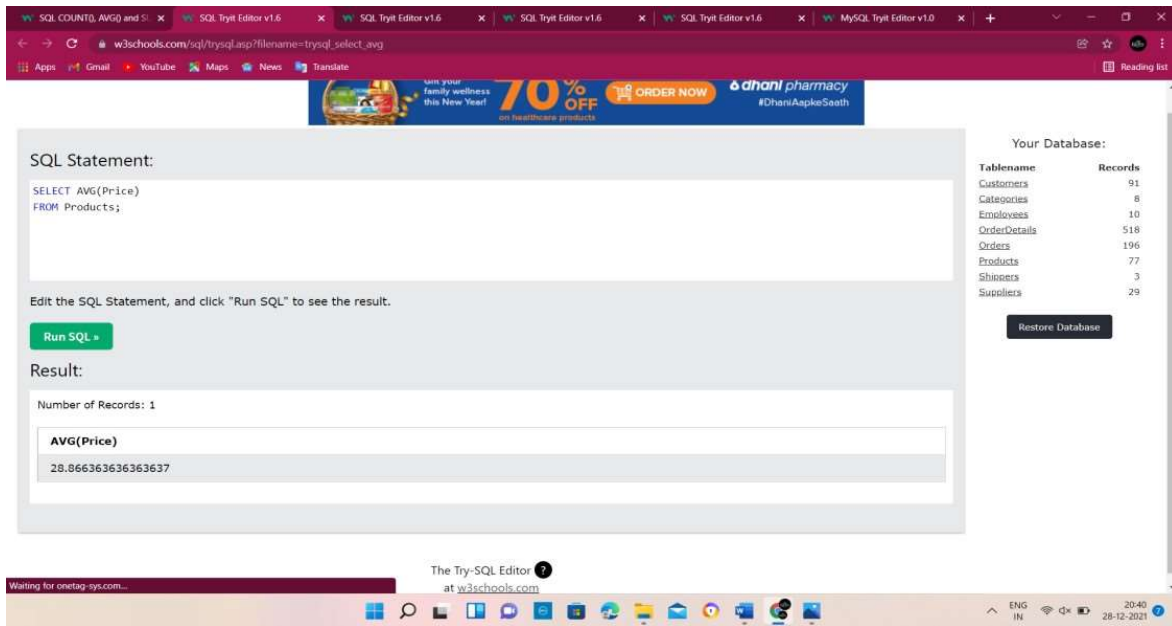 SQL COUNT(), AVG() and S
SQL Tryit Editor v1.6
SQL Tryit Editor v1.6
SQL Tryit Editor v1.6
SQL Tryit Editor v1.6
MySQL Tryit Editor v1.0
w3schools.com/sql/trysql.asp?filename=trysql_select_avg
Apps Gmail YouTube Maps News Translate Reading list
family wellness
this New Year!
70% OFF
on healthcare products
ORDER NOW
dhani pharmacy
#DhaniAapkeSaath
SQL Statement:
SELECT AVG(Price)
FROM Products;
Edit the SQL Statement, and click "Run SQL" to see the result.
Run SQL »
Result:
Number of Records: 1
AVG(Price)
28.866363636363637
Your Database:
Tablename Records
Customers 91
Categories 8
Employees 10
OrderDetails 518
Orders 196
Products 77
Shippers 3
Suppliers 29
Restore Database
The Try-SQL Editor ?
at w3schools.com
Waiting for onetag-sys.com...
ENG
IN
20:40
28-12-2021